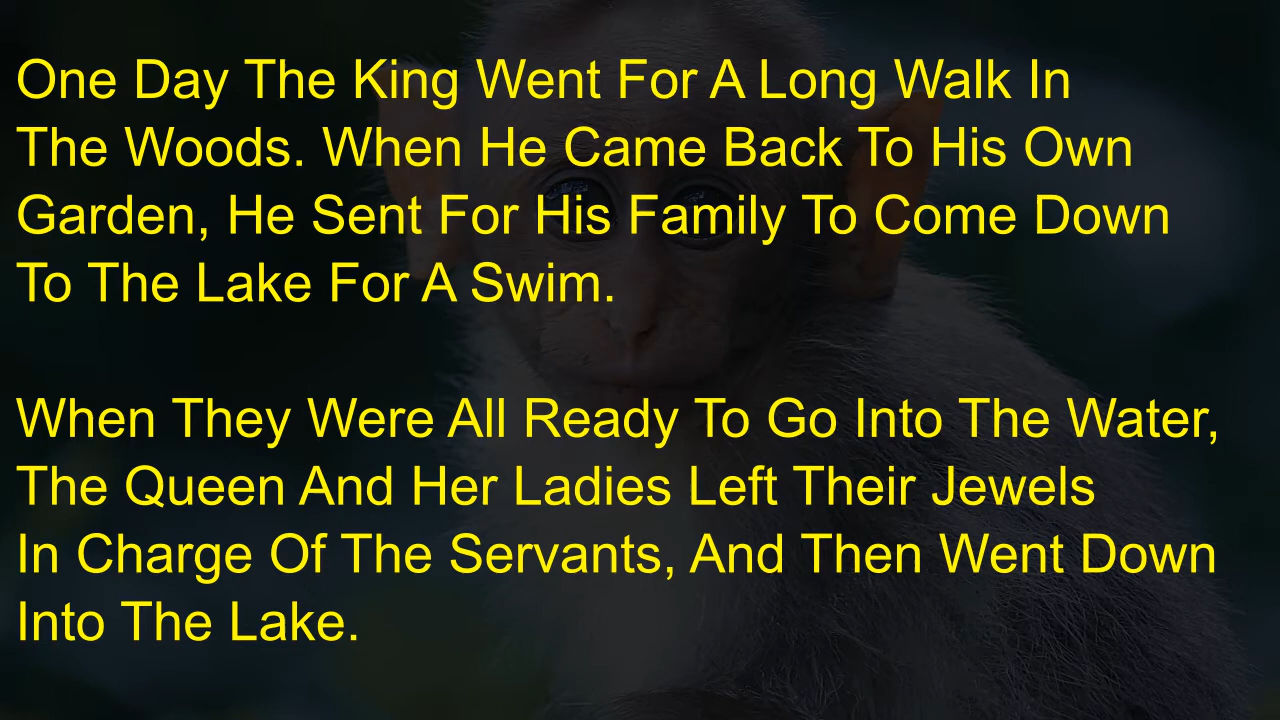 One Day The King Went For A Long Walk In
The Woods. When He Came Back To His Own
Garden, He Sent For His Family To Come Down
To The Lake For A Swim.
When They Were All Ready To Go Into The Water,
The Queen And Her Ladies Left Their Jewels
In Charge Of The Servants, And Then Went Down
Into The Lake.